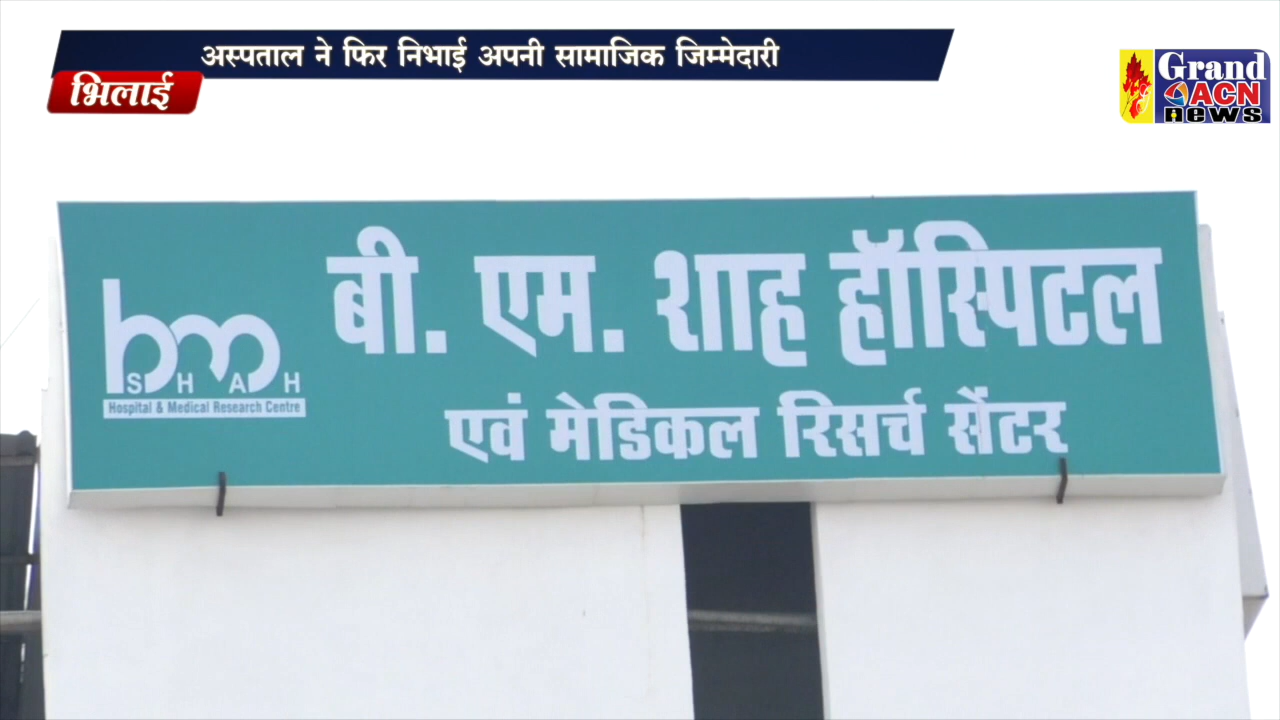 अस्पताल ने फिर निभाई अपनी सामाजिक जिम्मेदारी
भिलाई
Grand
ACN
news
बी. एम. शाह हॉस्पिटल
bm
SHAH
Hospital & Medical Research Centre
एवं मेडिकल रिसर्च सेंटर